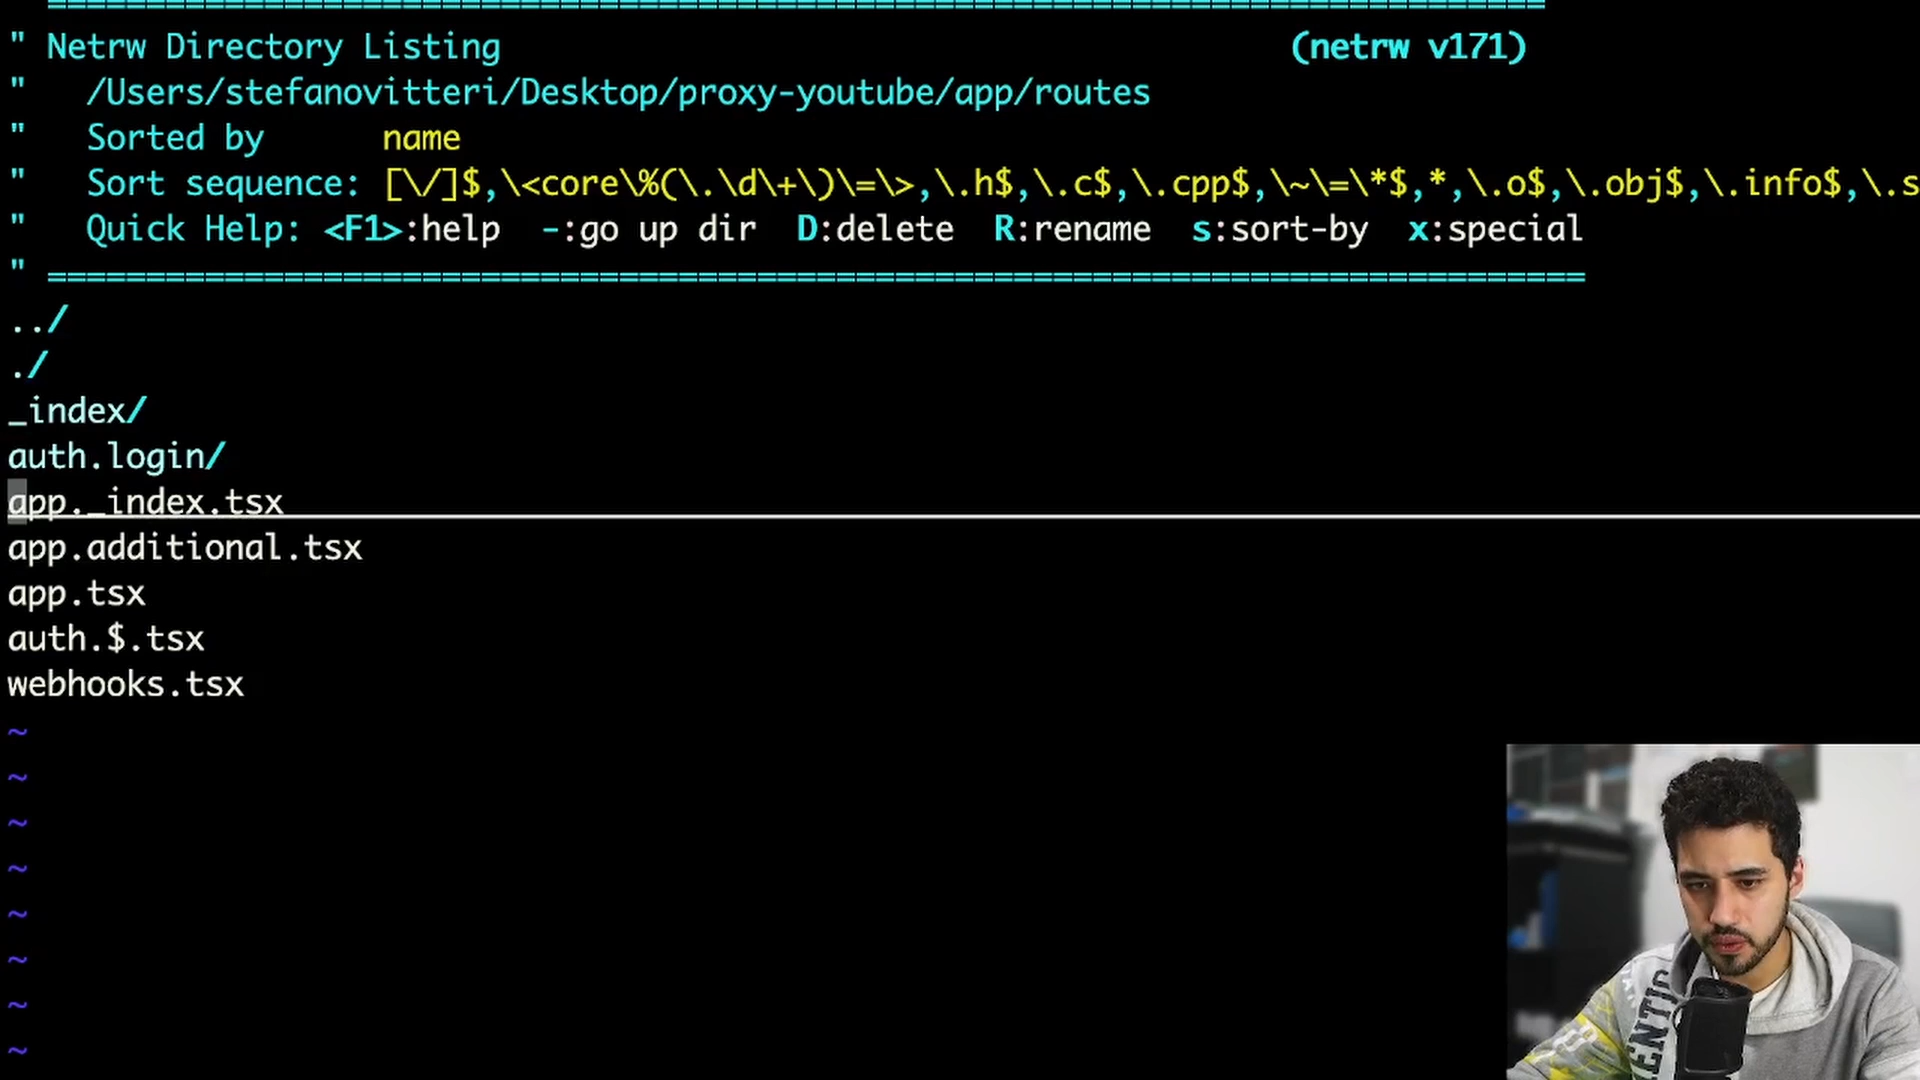 " ==============================================================================
" Netrw Directory Listing                                        (netrw v171)
"   /Users/stefanovitteri/Desktop/proxy-youtube/app/routes
"   Sorted by      name
"   Sort sequence: [\/]$,\<core\%(\.\d\+\)\=\>,\.h$,\.c$,\.cpp$,\~\=\*$,*,\.o$,\.obj$,\.info$,\.s
"   Quick Help: <F1>:help  -:go up dir  D:delete  R:rename  s:sort-by  x:special
" ==============================================================================
../
./
_index/
auth.login/
app._index.tsx
app.additional.tsx
app.tsx
auth.$.tsx
webhooks.tsx
~
~
~
~
~
~
~
~